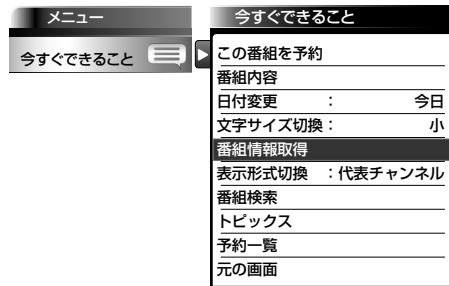 メニュー
今すぐできること
今すぐできること
この番組を予約
番組内容
日付変更 : 今日
文字サイズ切換 : 小
番組情報取得
表示形式切換 : 代表チャンネル
番組検索
トピックス
予約一覧
元の画面